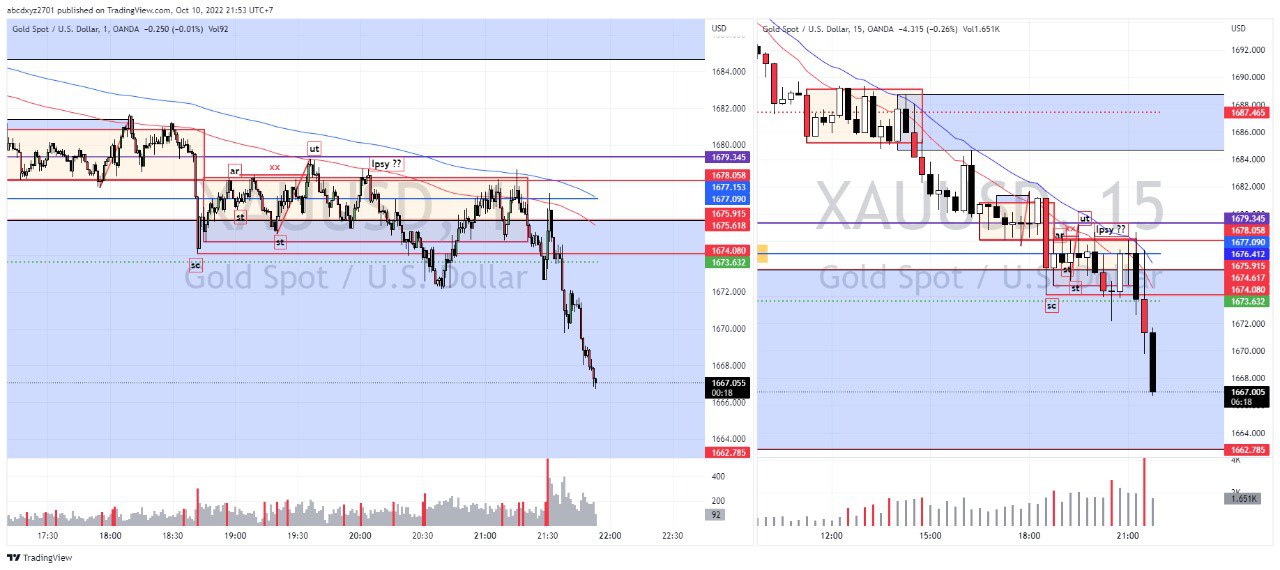 abcdxyz2701 published on TradingView.com, Oct 10, 2022 21:53 UTC+7
Gold Spot / U.S. Dollar, 1, OANDA −0.250 (−0.01%) Vol92
USD
1684.000
1682.000
1680.000
1679.345
1678.058
1677.153
1677.090
1675.915
1675.618
1674.080
1673.632
1672.000
1670.000
1668.000
1667.055
00:18
1666.000
1664.000
1662.785
400
200
92
ut
lpsy ??
ar
xx
st
st
sc
XAUUSD, 1
Gold Spot / U.S. Dollar
17:30
18:00
18:30
19:00
19:30
20:00
20:30
21:00
21:30
22:00
22:30
Gold Spot / U.S. Dollar, 15, OANDA −4.315 (−0.26%) Vol1.651K
USD
1692.000
1690.000
1688.000
1687.465
1686.000
1684.000
1682.000
1679.345
1678.058
1677.090
1676.412
1675.915
1674.617
1674.080
1673.632
1672.000
1670.000
1668.000
1667.005
06:18
1664.000
1662.785
4K
2K
1.651K
ut
lpsy ??
ar
xx
st
st
sc
XAUUSD, 15
Gold Spot / U.S. Dollar
12:00
15:00
18:00
21:00
TradingView